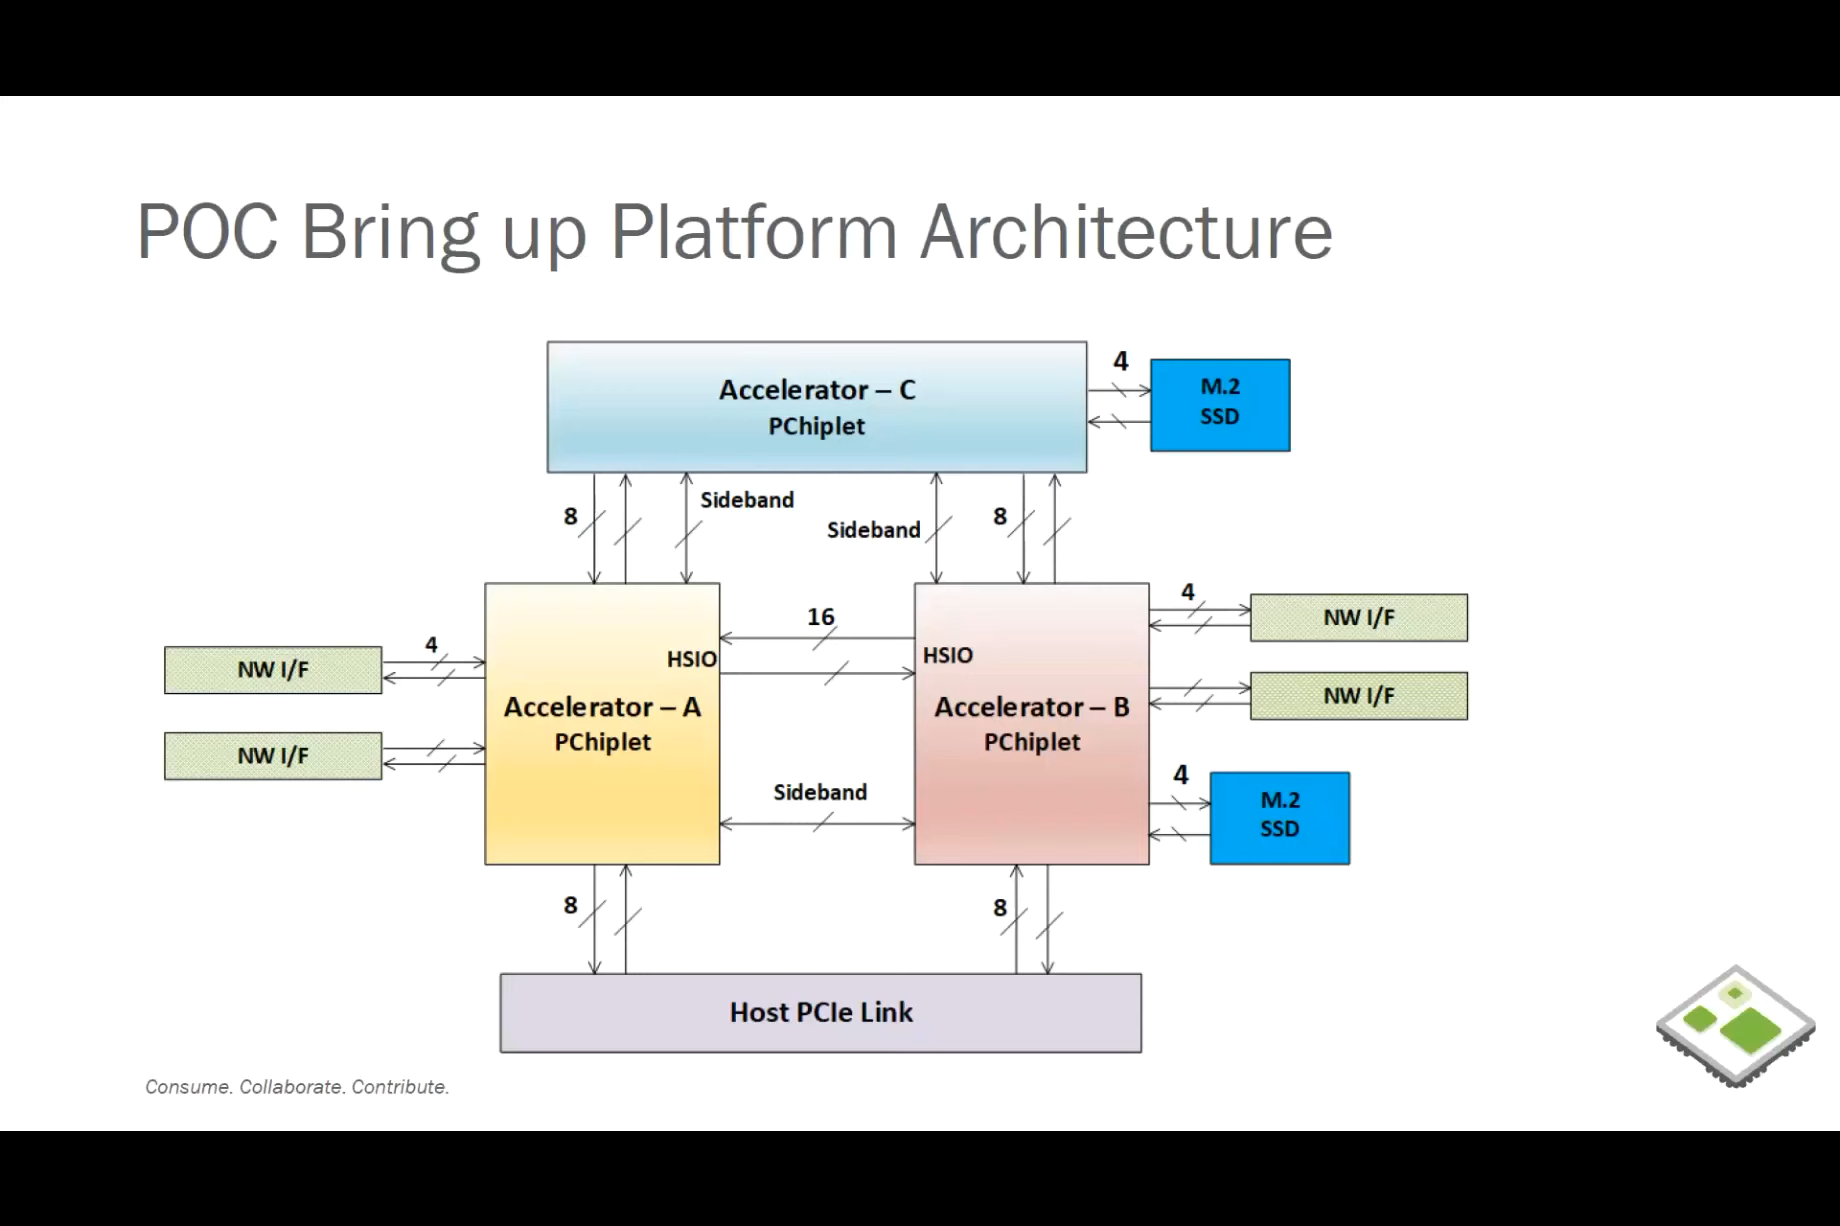 POC Bring up Platform Architecture
Accelerator – C
PChiplet
4
M.2
SSD
8
Sideband
Sideband
8
NW I/F
4
NW I/F
HSIO
Accelerator – A
PChiplet
16
Sideband
HSIO
Accelerator – B
PChiplet
4
NW I/F
NW I/F
4
M.2
SSD
8
8
Host PCIe Link
Consume. Collaborate. Contribute.